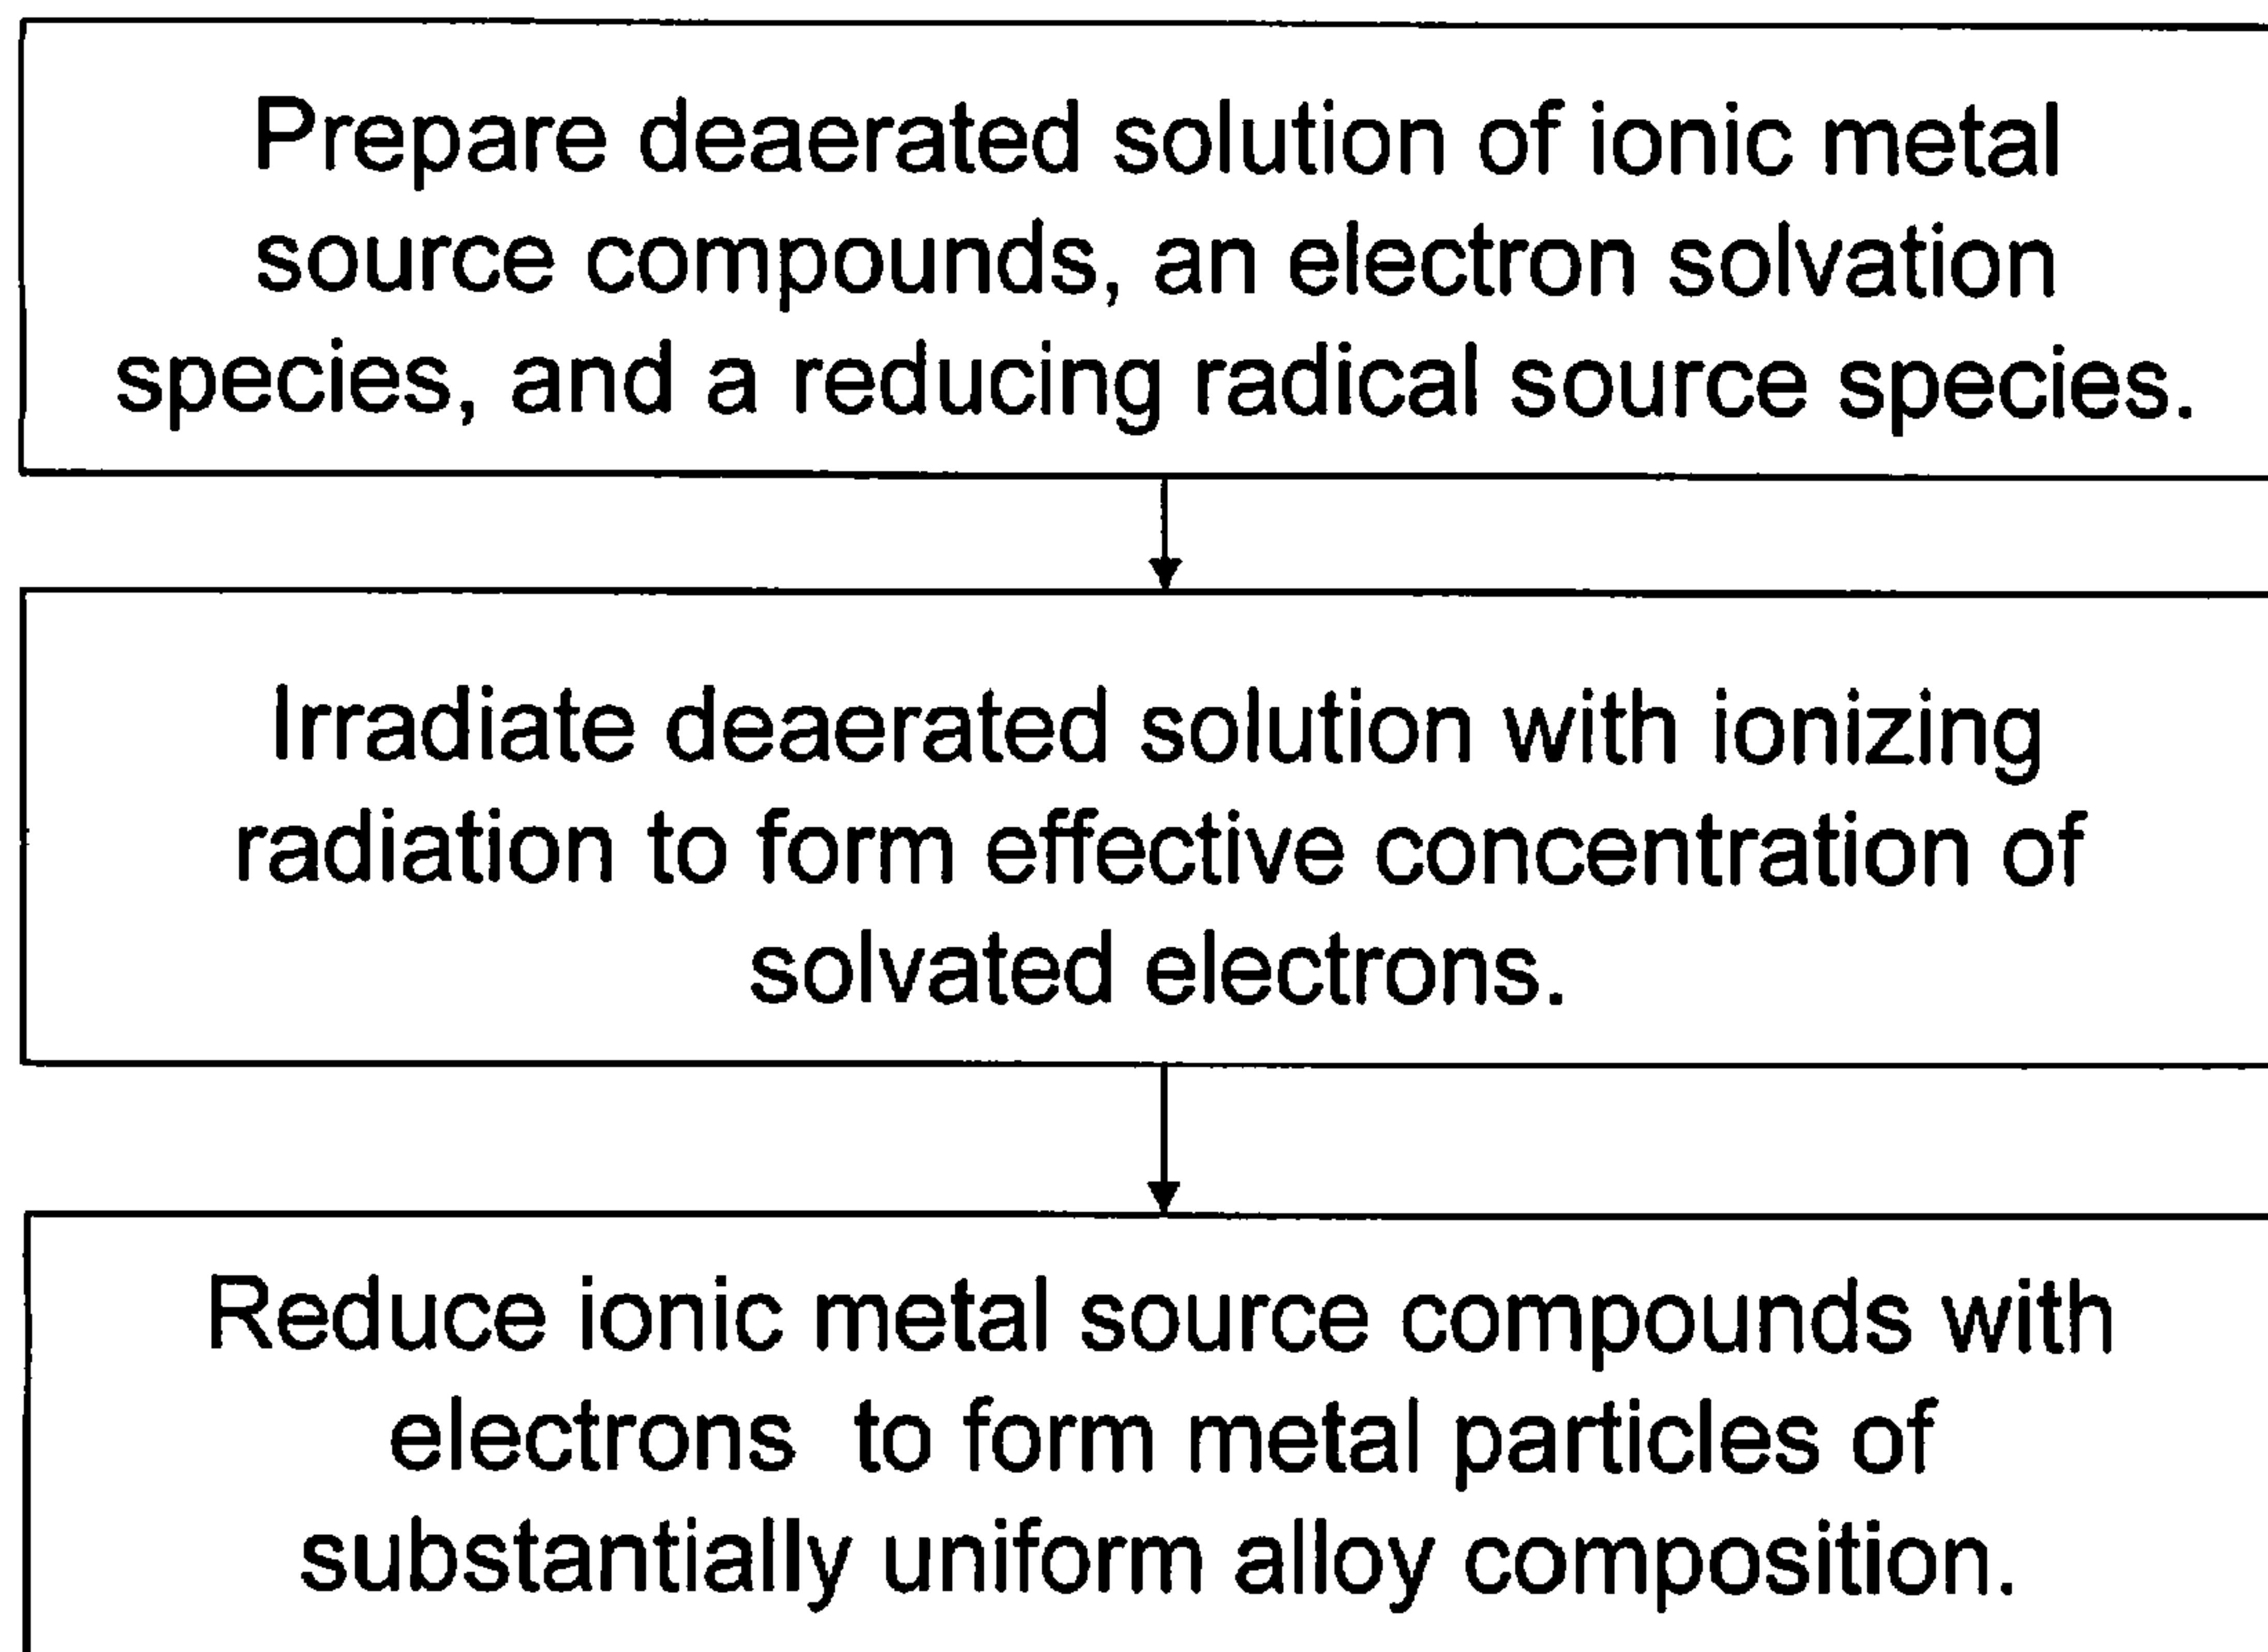 Prepare deaerated solution of ionic metal
source compounds, an electron solvation
species, and a reducing radical source species.
Irradiate deaerated solution with ionizing
radiation to form effective concentration of
solvated electrons.
Reduce ionic metal source compounds with
electrons to form metal particles of
substantially uniform alloy composition.